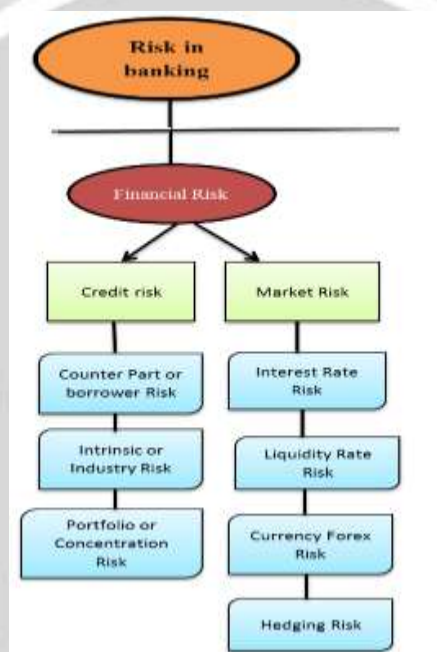 Risk in
banking
Financial Risk
Credit risk
Market Risk
Counter Part or
borrower Risk
Interest Rate
Risk
Intrinsic or
Industry Risk
Liquidity Rate
Risk
Portfolio or
Concentration
Risk
Currency Forex
Risk
Hedging Risk